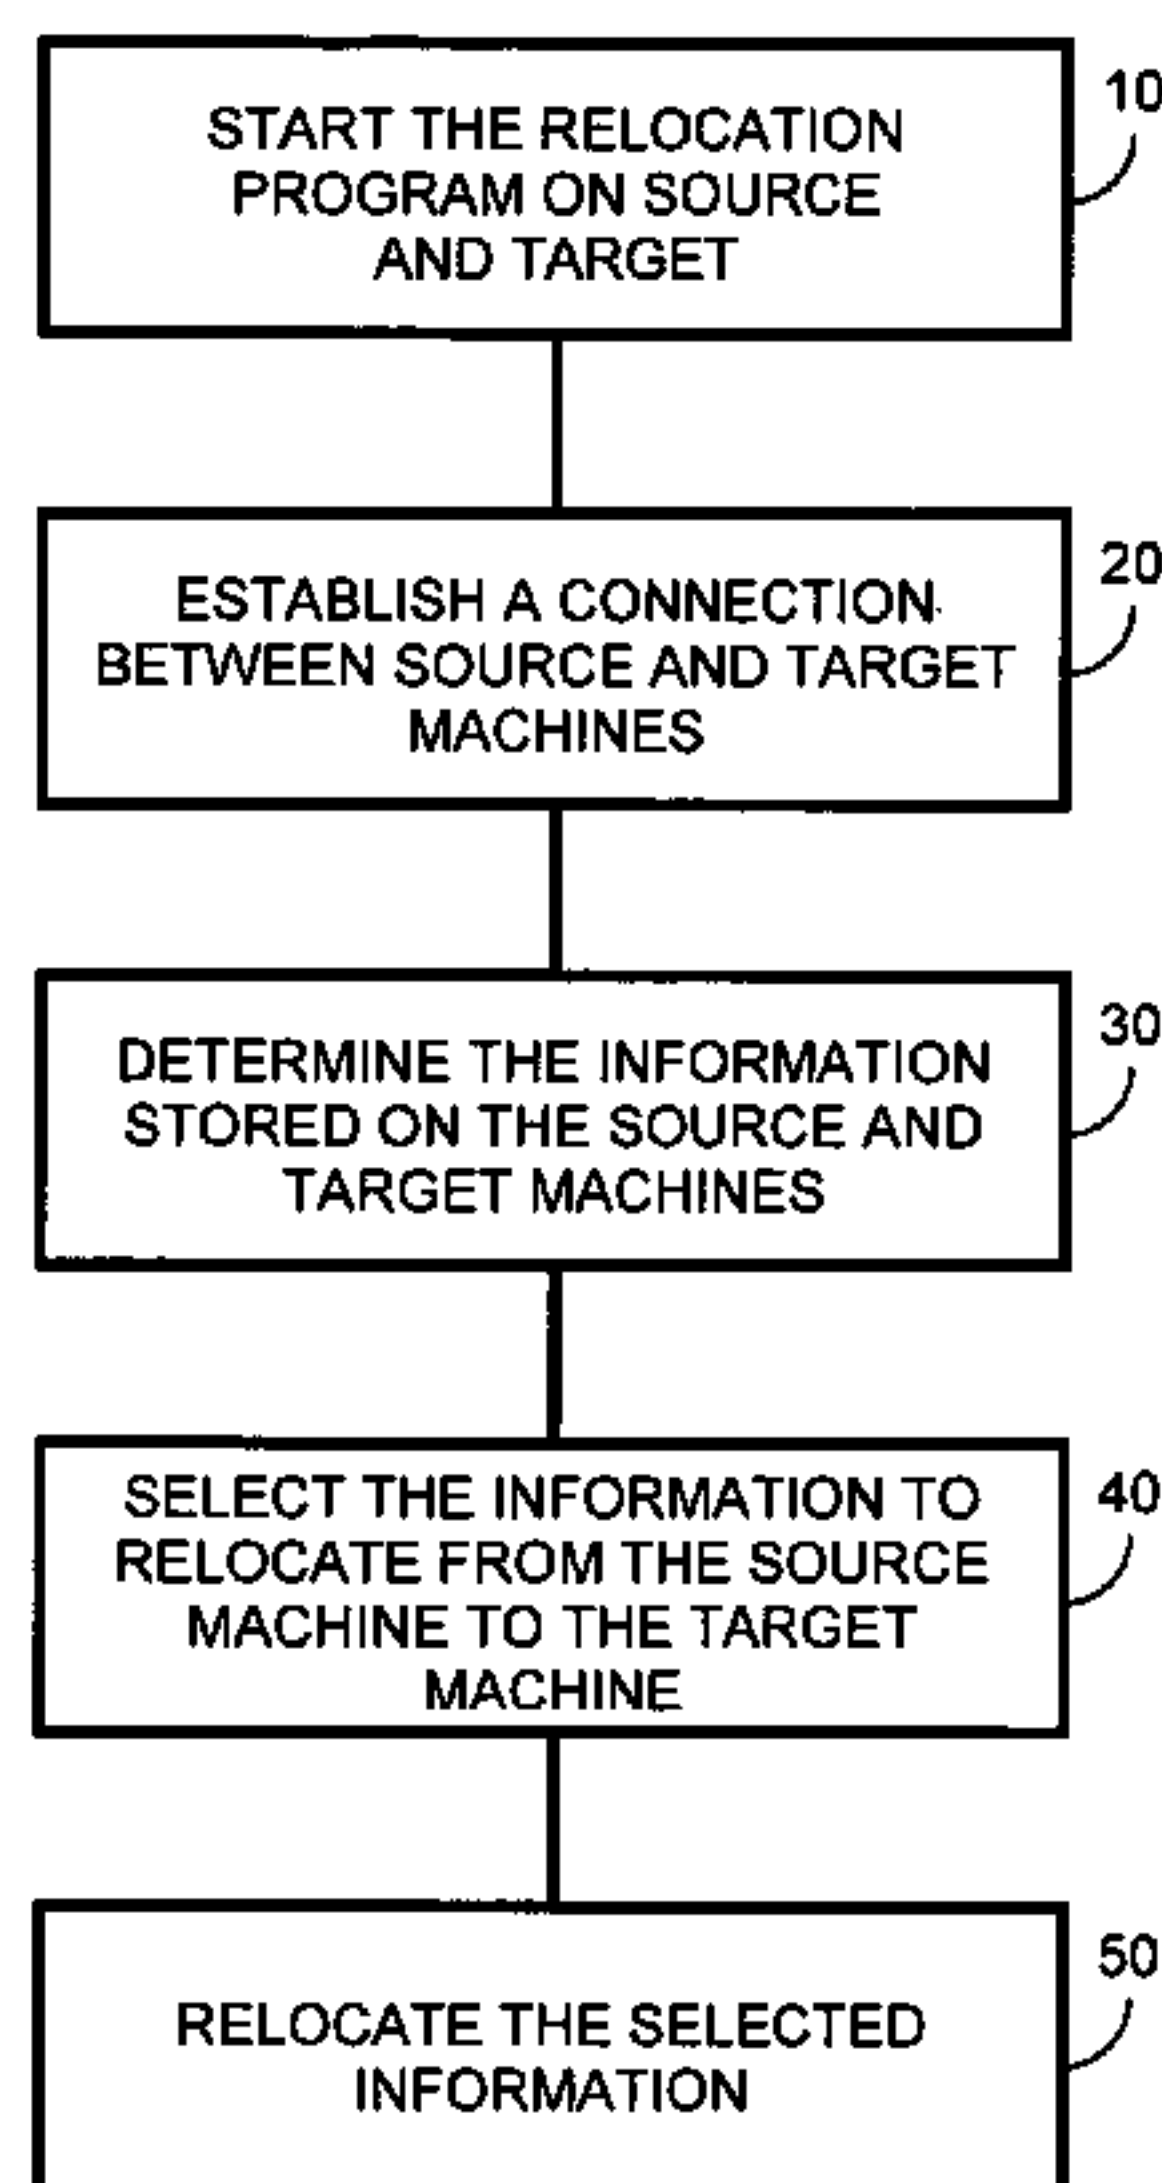 10
START THE RELOCATION
PROGRAM ON SOURCE
AND TARGET
20
ESTABLISH A CONNECTION
BETWEEN SOURCE AND TARGET
MACHINES
30
DETERMINE THE INFORMATION
STORED ON THE SOURCE AND
TARGET MACHINES
40
SELECT THE INFORMATION TO
RELOCATE FROM THE SOURCE
MACHINE TO THE TARGET
MACHINE
50
RELOCATE THE SELECTED
INFORMATION